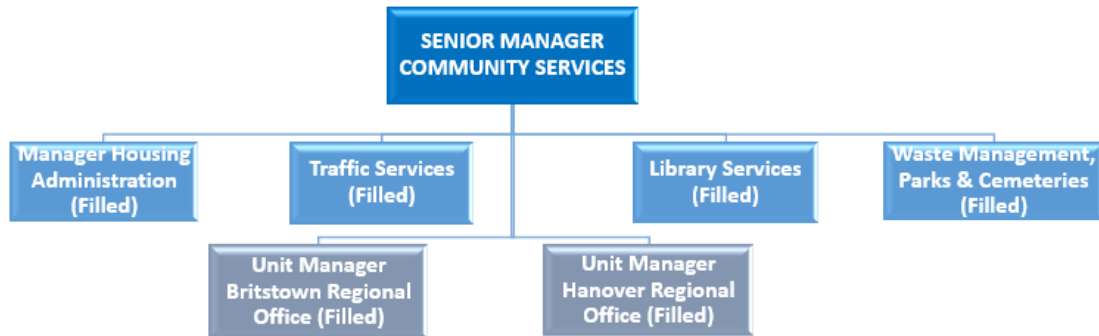 SENIOR MANAGER
COMMUNITY SERVICES
Manager Housing
Administration
(Filled)
Traffic Services
(Filled)
Library Services
(Filled)
Waste Management,
Parks & Cemeteries
(Filled)
Unit Manager
Britstown Regional
Office (Filled)
Unit Manager
Hanover Regional
Office (Filled)